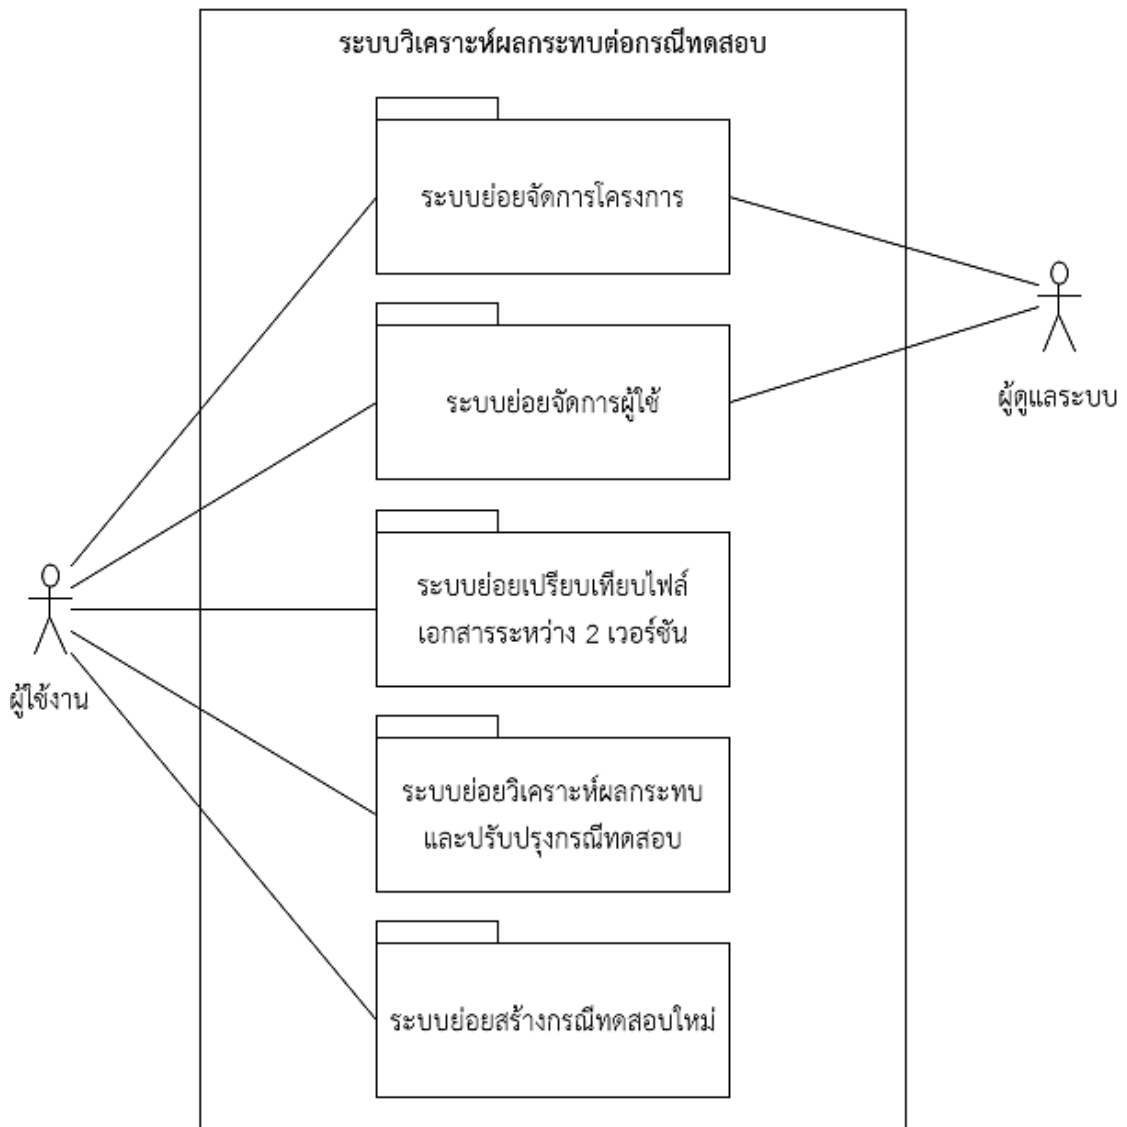 ระบบวิเคราะห์ผลกระทบต่อกรณีทดสอบ
ระบบย่อยจัดการโครงการ
ระบบย่อยจัดการผู้ใช้
ผู้ดูแลระบบ
ระบบย่อยเปรียบเทียบไฟล์
เอกสารระหว่าง 2 เวอร์ชัน
ผู้ใช้งาน
ระบบย่อยวิเคราะห์ผลกระทบ
และปรับปรุงกรณีทดสอบ
ระบบย่อยสร้างกรณีทดสอบใหม่